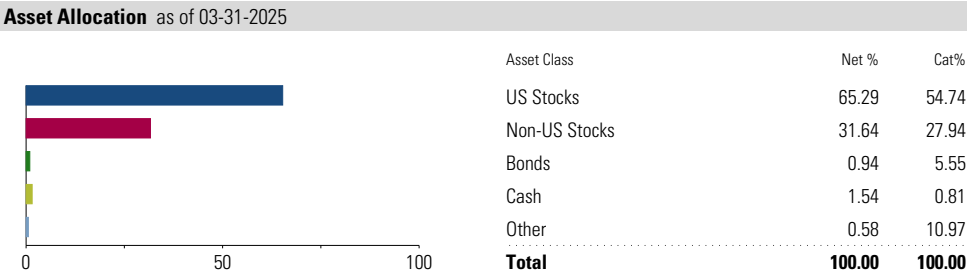 Asset Allocation as of 03-31-2025
Asset Class Net % Cat%
US Stocks 65.29 54.74
Non-US Stocks 31.64 27.94
Bonds 0.94 5.55
Cash 1.54 0.81
Other 0.58 10.97
0 50 100 Total 100.00 100.00